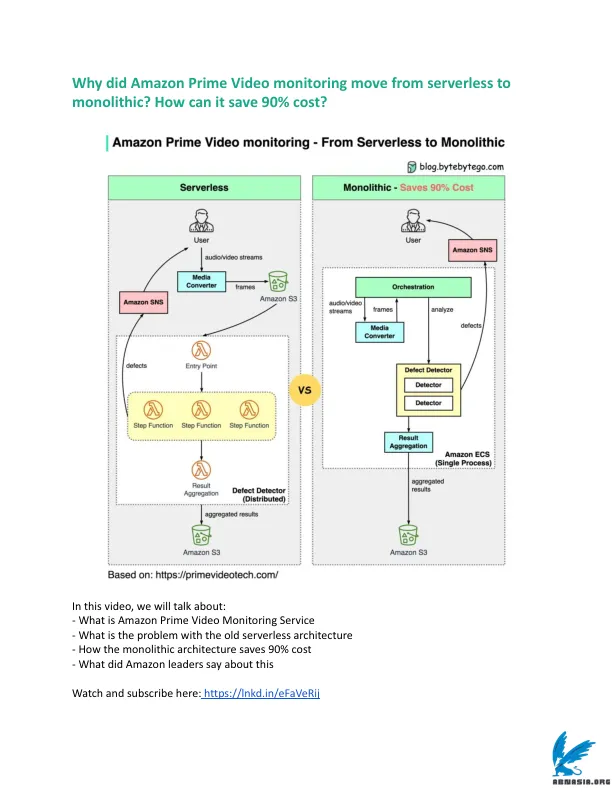 Why did Amazon Prime Video monitoring move from serverless to
monolithic? How can it save 90% cost?
Amazon Prime Video monitoring - From Serverless to Monolithic
blog.bytebytego.com
Serverless
User
audio/video streams
Media
Converter
frames
Amazon S3
Amazon SNS
defects
Entry Point
Step Function
Step Function
Step Function
Result
Aggregation
Defect Detector
(Distributed)
aggregated results
Amazon S3
VS
Monolithic - Saves 90% Cost
User
Amazon SNS
Orchestration
audio/video
streams
frames
analyze
defects
Media
Converter
Defect Detector
Detector
Detector
Result
Aggregation
Amazon ECS
(Single Process)
aggregated
results
Amazon S3
Based on: https://primevideotech.com/
In this video, we will talk about:
- What is Amazon Prime Video Monitoring Service
- What is the problem with the old serverless architecture
- How the monolithic architecture saves 90% cost
- What did Amazon leaders say about this
Watch and subscribe here: https://lnkd.in/eFaVeRij
ABNASIA.ORG